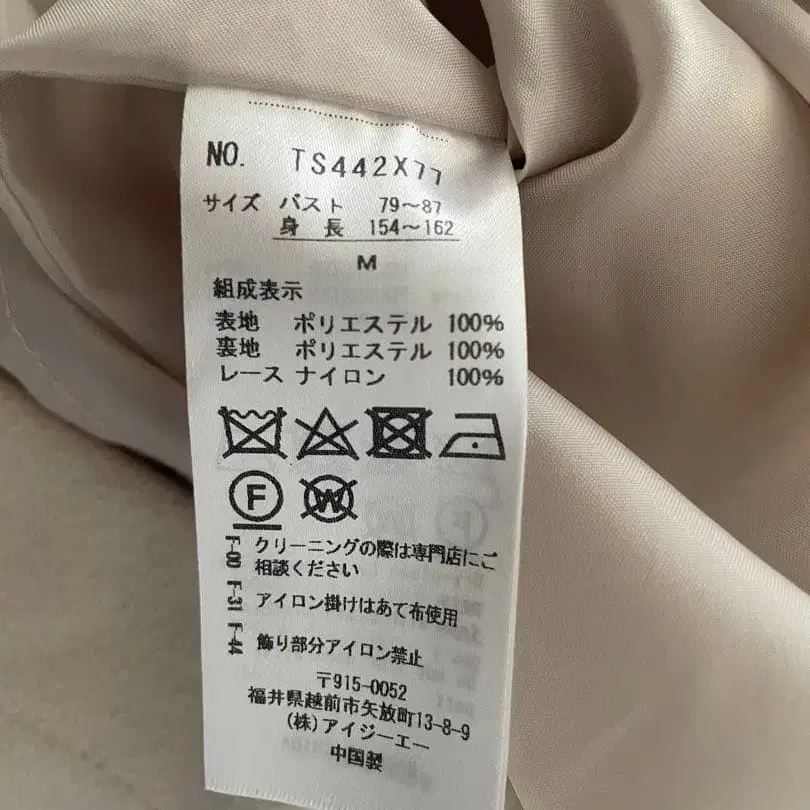 NO. TS442X77
サイズ バスト 79~87
身長 154~162
M
組成表示
表地 ポリエステル 100%
裏地 ポリエステル 100%
レース ナイロン 100%
F
W
F-00 クリーニングの際は専門店にご
相談ください
F-31 アイロン掛けはあて布使用
F-44 飾り部分アイロン禁止
〒915-0052
福井県越前市矢放町13-8-9
(株)アイジーエー
中国製